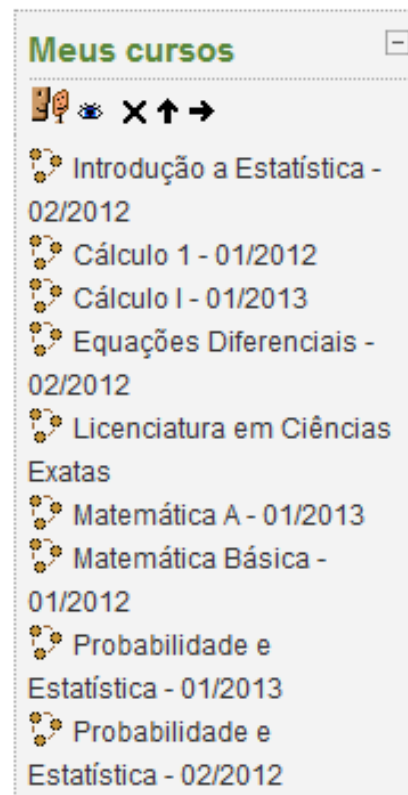 Meus cursos
Introdução a Estatística -
02/2012
Cálculo 1 - 01/2012
Cálculo I - 01/2013
Equações Diferenciais -
02/2012
Licenciatura em Ciências
Exatas
Matemática A - 01/2013
Matemática Básica -
01/2012
Probabilidade e
Estatística - 01/2013
Probabilidade e
Estatística - 02/2012